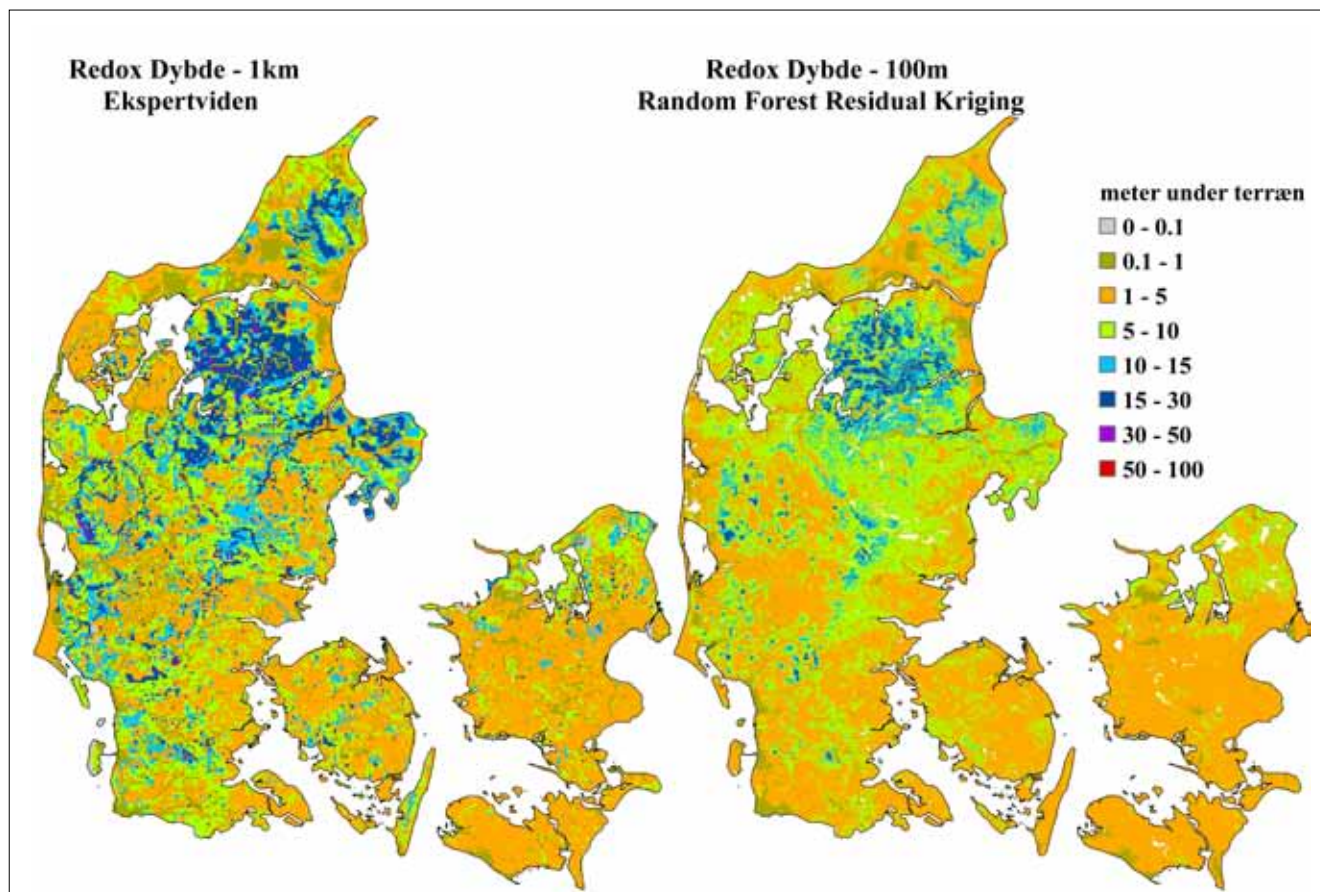 Redox Dybde - 1km
Ekspertviden
Redox Dybde - 100m
Random Forest Residual Kriging
meter under terræn
0 - 0.1
0.1 - 1
1 - 5
5 - 10
10 - 15
15 - 30
30 - 50
50 - 100